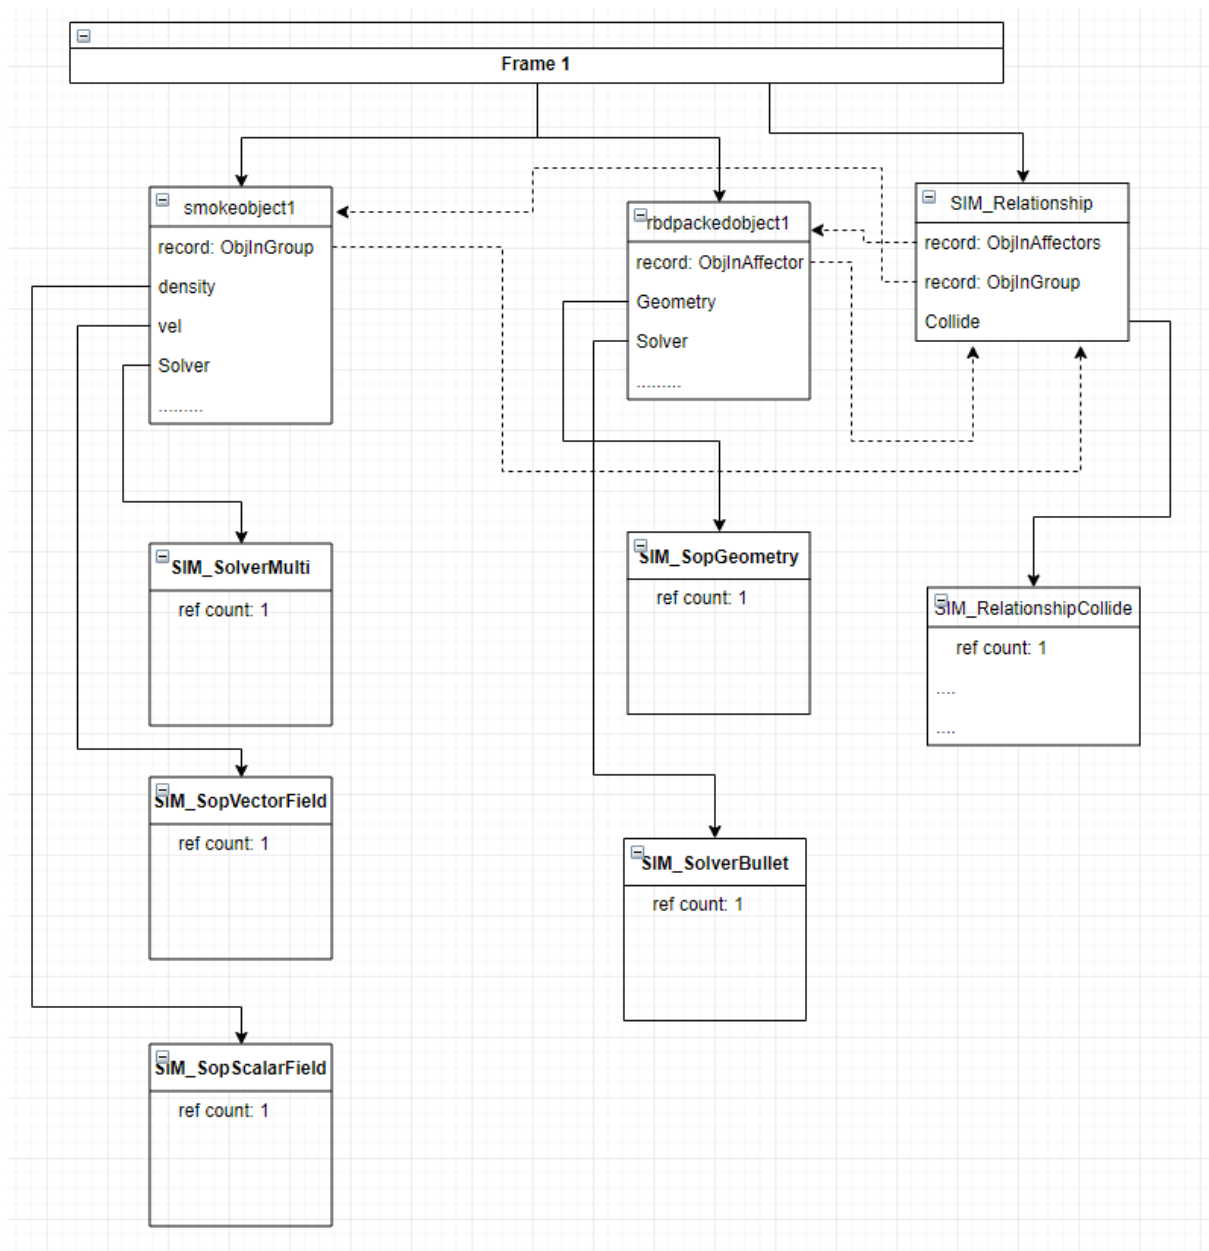 Frame 1
smokeobject1
record: ObjInGroup
density
vel
Solver
.........
rbdpackedobject1
record: ObjInAffector
Geometry
Solver
.........
SIM_Relationship
record: ObjInAffectors
record: ObjInGroup
Collide
SIM_SolverMulti
ref count: 1
SIM_SopGeometry
ref count: 1
SIM_RelationshipCollide
ref count: 1
....
....
SIM_SopVectorField
ref count: 1
SIM_SolverBullet
ref count: 1
SIM_SopScalarField
ref count: 1